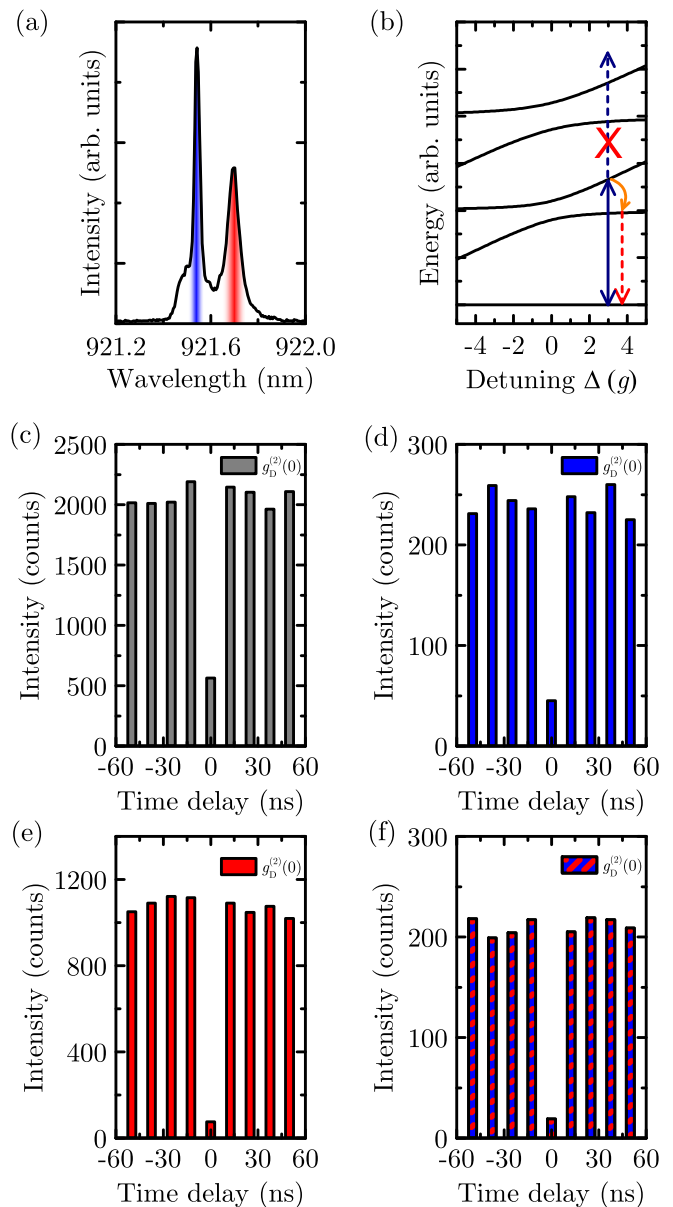 (a)
Intensity (arb. units)
921.2 921.6 922.0
Wavelength (nm)
(b)
Energy (arb. units)
X
-4 -2 0 2 4
Detuning Δ (g)
(c)
Intensity (counts)
2500
2000
1500
1000
500
0
g_D^(2)(0)
-60 -30 0 30 60
Time delay (ns)
(d)
Intensity (counts)
300
200
100
0
g_D^(2)(0)
-60 -30 0 30 60
Time delay (ns)
(e)
Intensity (counts)
1200
800
400
0
g_D^(2)(0)
-60 -30 0 30 60
Time delay (ns)
(f)
Intensity (counts)
300
200
100
0
g_D^(2)(0)
-60 -30 0 30 60
Time delay (ns)